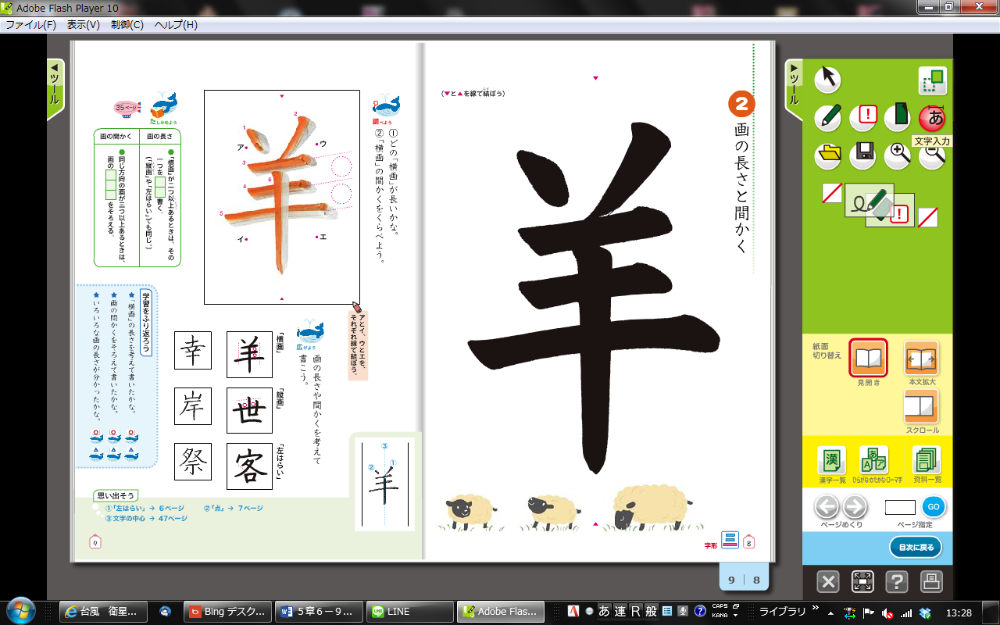 Adobe Flash Player 10
ファイル(F) 表示(V) 制御(C) ヘルプ(H)
◀ツール
2
画の長さと間かく
(▼と▲を線で結ぼう)
羊
字形
8
調べよう
①どの「横画」が長いかな。
②「横画」の間かくをくらべよう。
1
2
3
4
5
6
ア
イ
ウ
エ
アとイ、ウとエを、
それぞれ線で結ぼう。
35ページ
たしかめよう
画の長さ
●「横画」が二つ以上あるときは、その
一つを□□書く。
(「縦画」や「左はらい」でも同じ。)
画の間かく
●同じ方向の画が三つ以上あるときは、
画の□□□をそろえる。
広げよう
画の長さや間かくを考えて
書こう。
「横画」
羊
幸
「縦画」
世
岸
「左はらい」
客
祭
学習をふり返ろう
★「横画」の長さを考えて書いたかな。
★画の間かくをそろえて書いたかな。
★いろいろな画の長さが分かったかな。
③
①
②
羊
思い出そう
①「左はらい」→ 6ページ ②「点」→ 7ページ
③文字の中心 → 47ページ
9
9 | 8
▶ツール
あ
文字入力
紙面
切り替え
見開き
本文拡大
スクロール
漢
漢字一覧
あ
A ア
ひらがな・かたかな・ローマ字
資料一覧
ページめくり
GO
ページ指定
目次に戻る
台風 衛星...
Bing デスク...
5章6－9...
LINE
Adobe Flas...
A あ 連 R 般
CAPS
KANA
ライブラリ
13:28